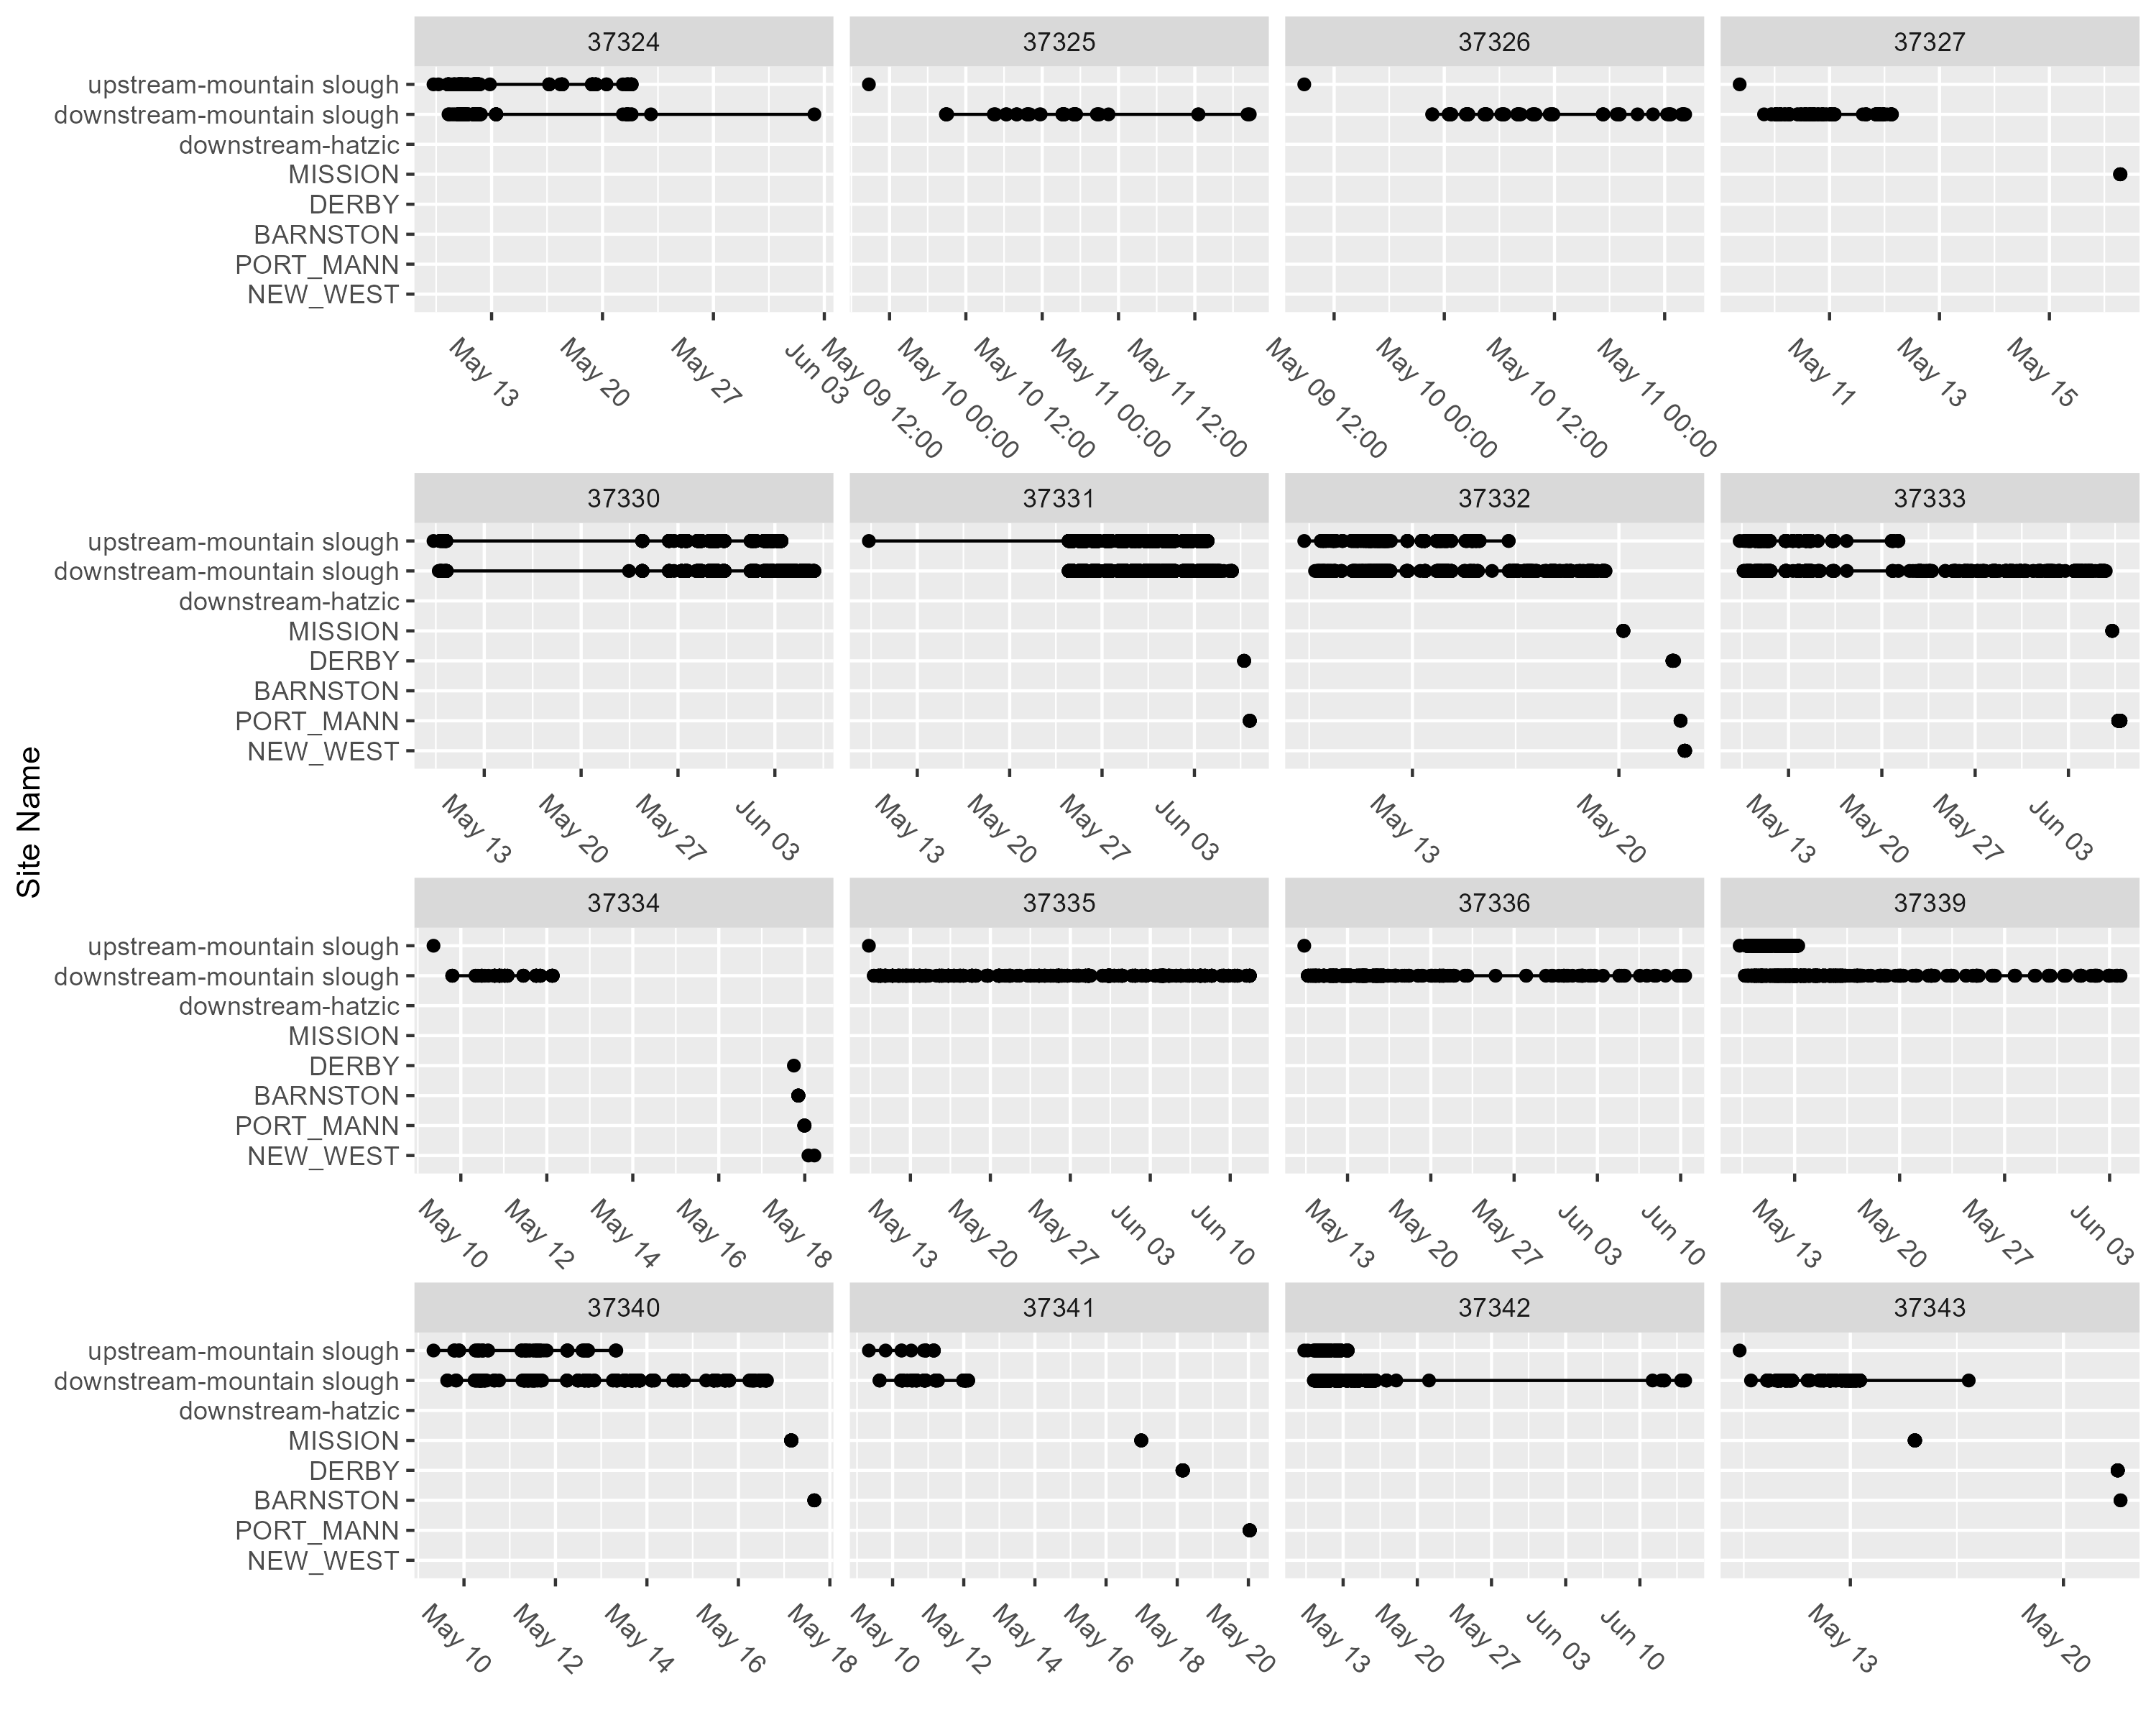 Site Name
37324 37325 37326 37327
upstream-mountain slough
downstream-mountain slough
downstream-hatzic
MISSION
DERBY
BARNSTON
PORT_MANN
NEW_WEST
May 13 May 20 May 27 Jun 03
May 09 12:00 May 10 00:00 May 10 12:00 May 11 00:00 May 11 12:00
May 09 12:00 May 10 00:00 May 10 12:00 May 11 00:00
May 11 May 13 May 15
37330 37331 37332 37333
upstream-mountain slough
downstream-mountain slough
downstream-hatzic
MISSION
DERBY
BARNSTON
PORT_MANN
NEW_WEST
May 13 May 20 May 27 Jun 03
May 13 May 20 May 27 Jun 03
May 13 May 20
May 13 May 20 May 27 Jun 03
37334 37335 37336 37339
upstream-mountain slough
downstream-mountain slough
downstream-hatzic
MISSION
DERBY
BARNSTON
PORT_MANN
NEW_WEST
May 10 May 12 May 14 May 16 May 18
May 13 May 20 May 27 Jun 03 Jun 10
May 13 May 20 May 27 Jun 03 Jun 10
May 13 May 20 May 27 Jun 03
37340 37341 37342 37343
upstream-mountain slough
downstream-mountain slough
downstream-hatzic
MISSION
DERBY
BARNSTON
PORT_MANN
NEW_WEST
May 10 May 12 May 14 May 16 May 18
May 10 May 12 May 14 May 16 May 18 May 20
May 13 May 20 May 27 Jun 03 Jun 10
May 13 May 20